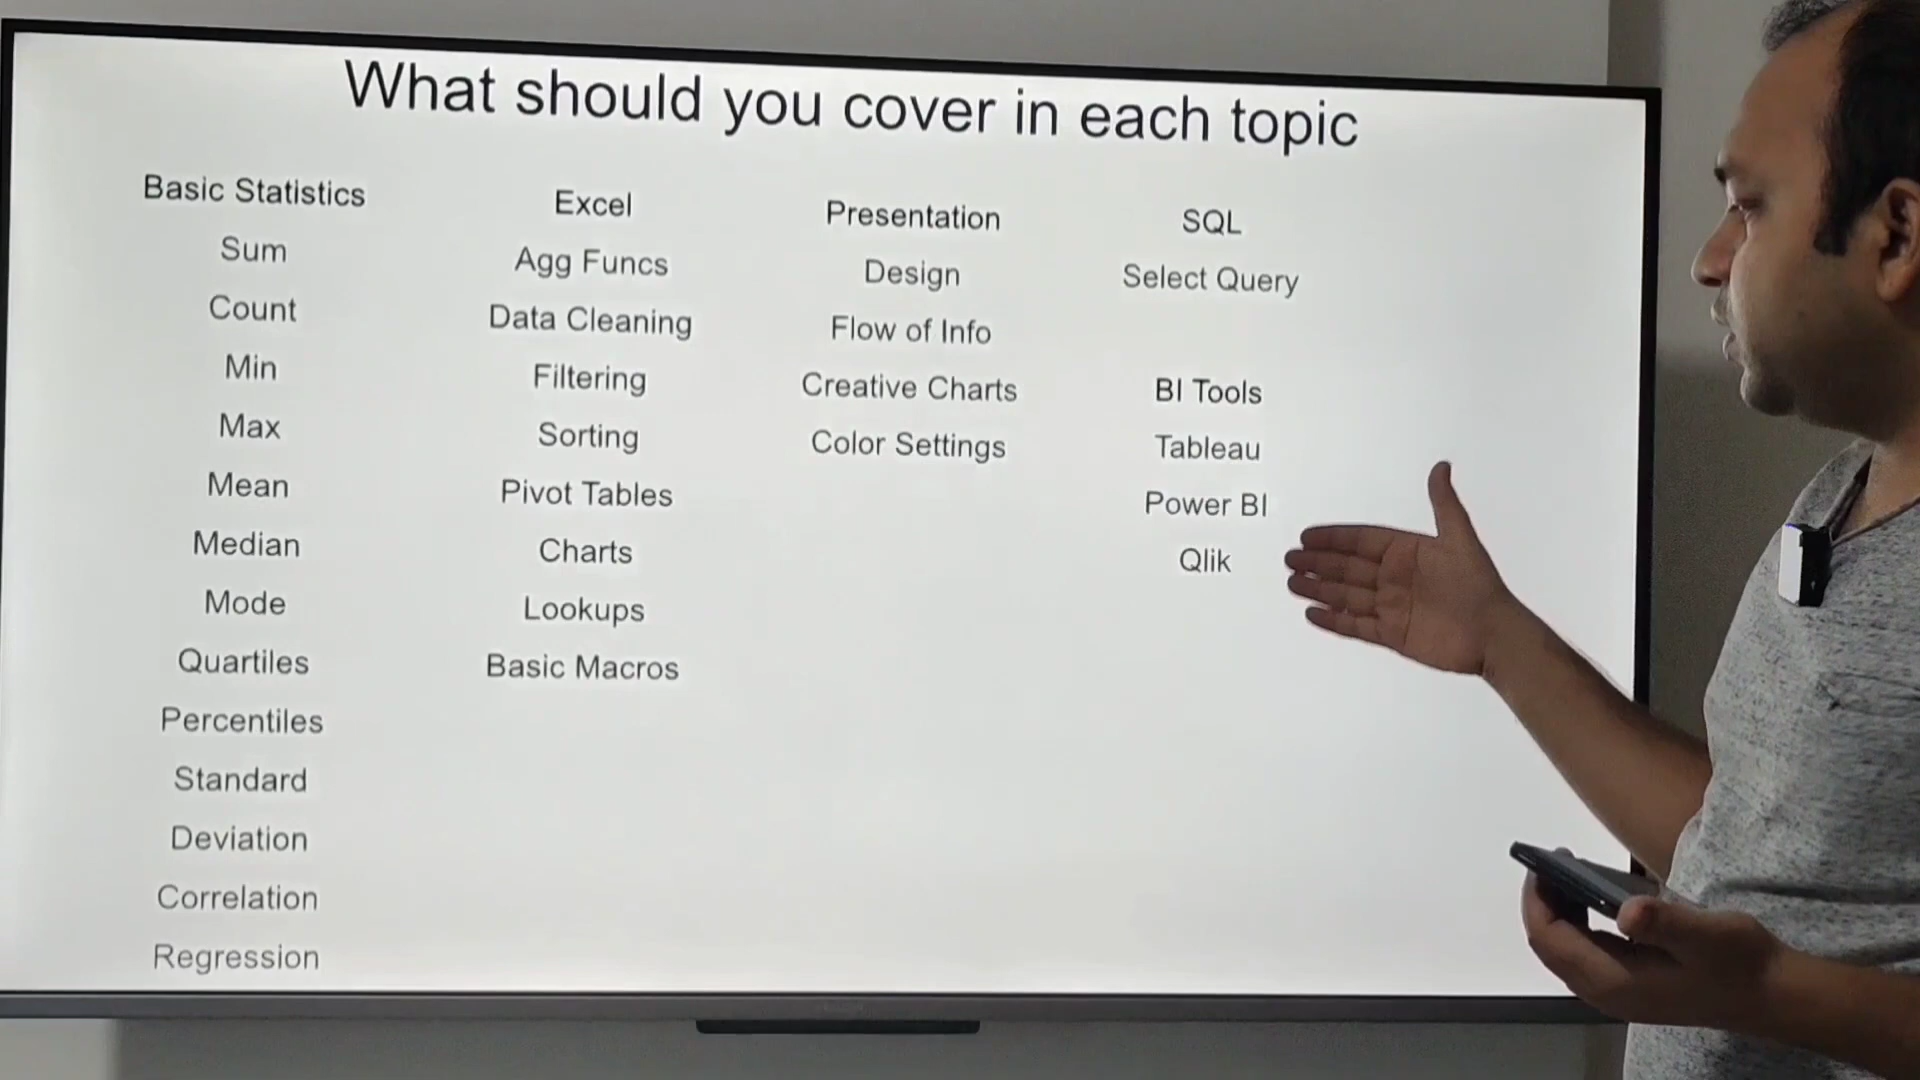 What should you cover in each topic
Basic Statistics
Sum
Count
Min
Max
Mean
Median
Mode
Quartiles
Percentiles
Standard
Deviation
Correlation
Regression
Excel
Agg Funcs
Data Cleaning
Filtering
Sorting
Pivot Tables
Charts
Lookups
Basic Macros
Presentation
Design
Flow of Info
Creative Charts
Color Settings
SQL
Select Query
BI Tools
Tableau
Power BI
Qlik